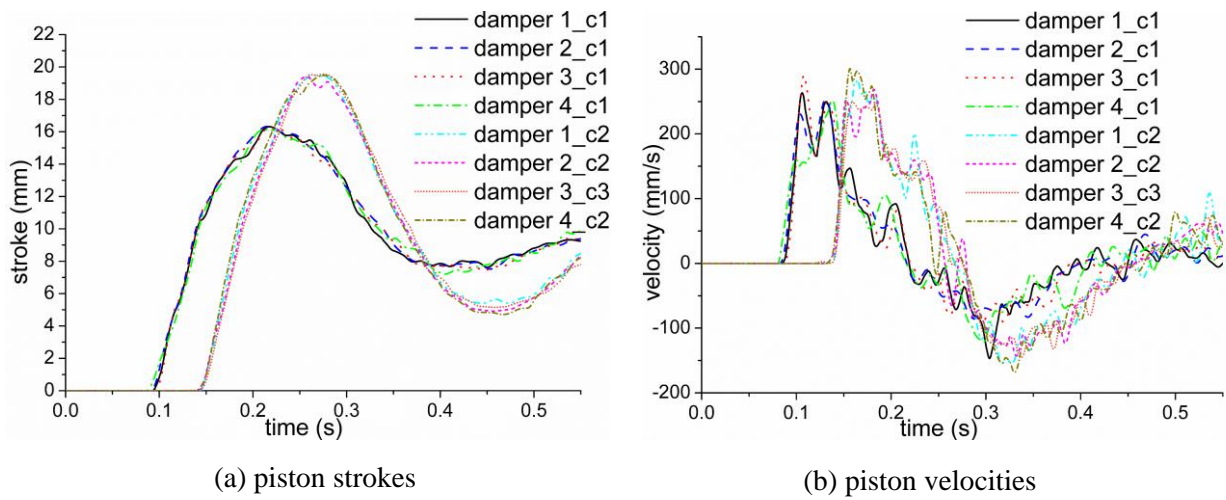 damper 1_c1
damper 2_c1
damper 3_c1
damper 4_c1
damper 1_c2
damper 2_c2
damper 3_c3
damper 4_c2
22
20
18
16
14
12
10
8
6
4
2
0
stroke (mm)
0.0 0.1 0.2 0.3 0.4 0.5
time (s)
(a) piston strokes
damper 1_c1
damper 2_c1
damper 3_c1
damper 4_c1
damper 1_c2
damper 2_c2
damper 3_c3
damper 4_c2
300
200
100
0
-100
-200
velocity (mm/s)
0.0 0.1 0.2 0.3 0.4 0.5
time (s)
(b) piston velocities